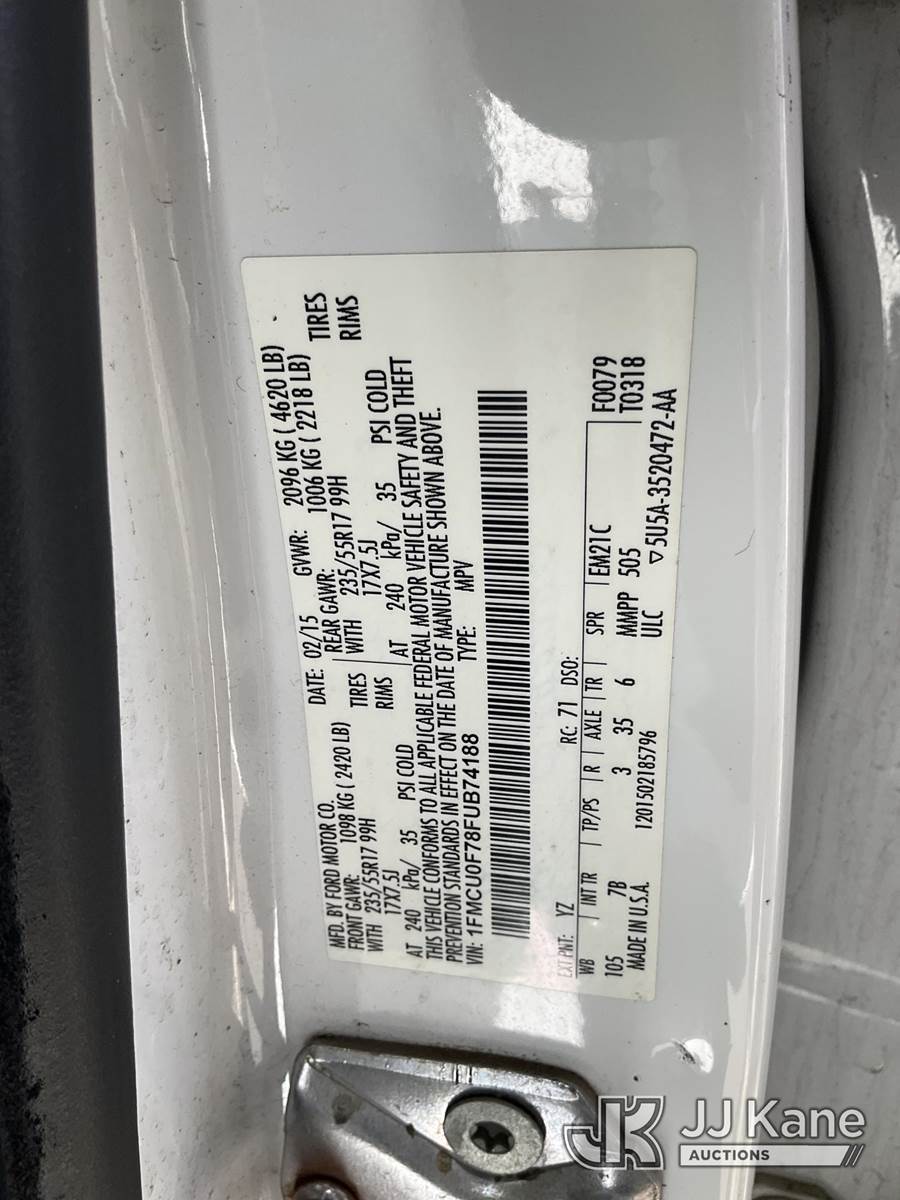 MFD. BY FORD MOTOR CO.
DATE: 02/15 GVWR: 2096 KG ( 4620 LB)
FRONT GAWR: 1098 KG ( 2420 LB) REAR GAWR: 1006 KG ( 2218 LB)
WITH 235/55R17 99H TIRES WITH 235/55R17 99H TIRES
17X7.5J RIMS 17X7.5J RIMS
AT 240 kPa/ 35 PSI COLD AT 240 kPa/ 35 PSI COLD
THIS VEHICLE CONFORMS TO ALL APPLICABLE FEDERAL MOTOR VEHICLE SAFETY AND THEFT
PREVENTION STANDARDS IN EFFECT ON THE DATE OF MANUFACTURE SHOWN ABOVE.
VIN: 1FMCU0F78FUB74188 TYPE: MPV
EXT PNT: YZ RC: 71 DSO: F0079
WB INT TR TP/PS R AXLE TR SPR EM21C T0318
105 7B 3 35 6 MMPP 505
MADE IN U.S.A. 1201502185796 ULC ▽5U5A-3520472-AA
JK JJ Kane
AUCTIONS